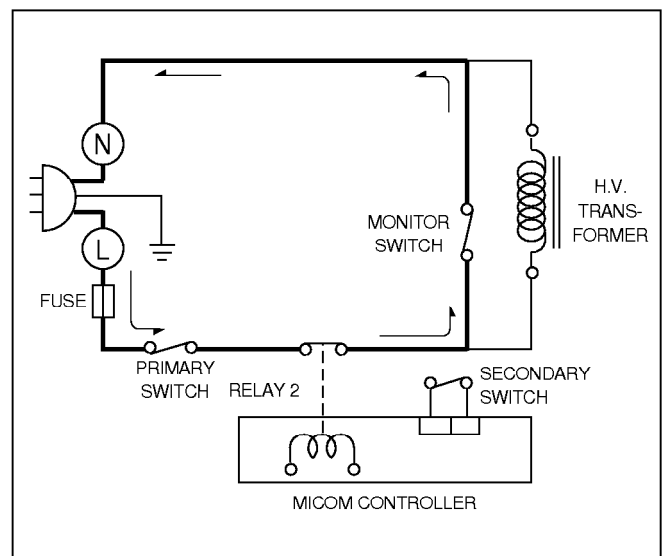 N
H.V.
TRANS-
FORMER
MONITOR
SWITCH
L
FUSE
PRIMARY
SWITCH
RELAY 2
SECONDARY
SWITCH
MICOM CONTROLLER